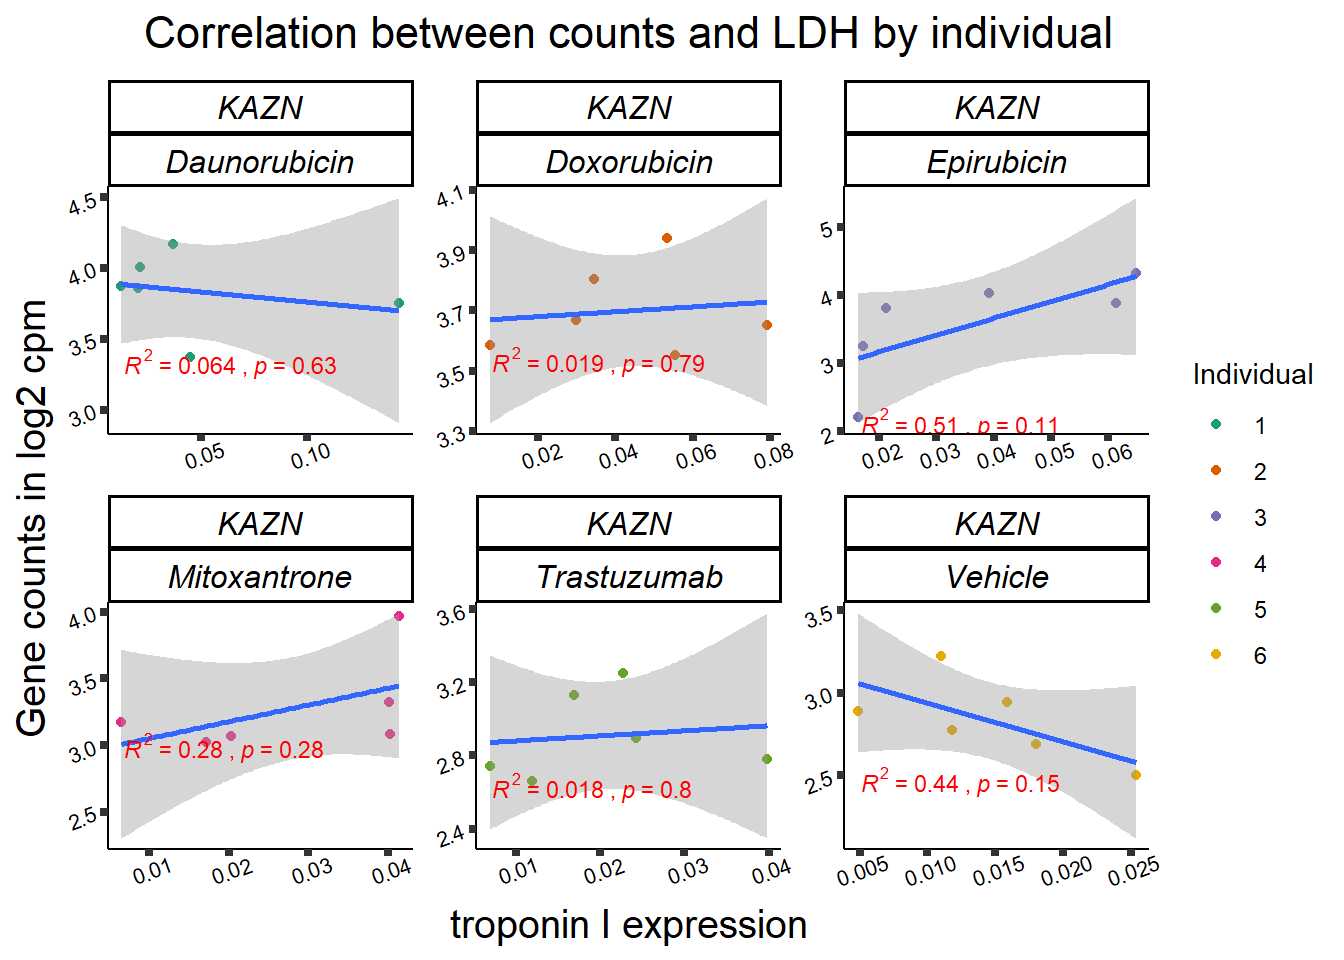 Correlation between counts and LDH by individual
KAZN
KAZN
KAZN
Daunorubicin
Doxorubicin
Epirubicin
4.5
4.0
3.5
3.0
R² = 0.064 , p = 0.63
0.05
0.10
4.1
3.9
3.7
3.5
3.3
R² = 0.019 , p = 0.79
0.02
0.04
0.06
0.08
5
4
3
2
R² = 0.51 , p = 0.11
0.02
0.03
0.04
0.05
0.06
KAZN
KAZN
KAZN
Mitoxantrone
Trastuzumab
Vehicle
4.0
3.5
3.0
2.5
R² = 0.28 , p = 0.28
0.01
0.02
0.03
0.04
3.6
3.2
2.8
2.4
R² = 0.018 , p = 0.8
0.01
0.02
0.03
0.04
3.5
3.0
2.5
R² = 0.44 , p = 0.15
0.005
0.010
0.015
0.020
0.025
Gene counts in log2 cpm
troponin I expression
Individual
1
2
3
4
5
6